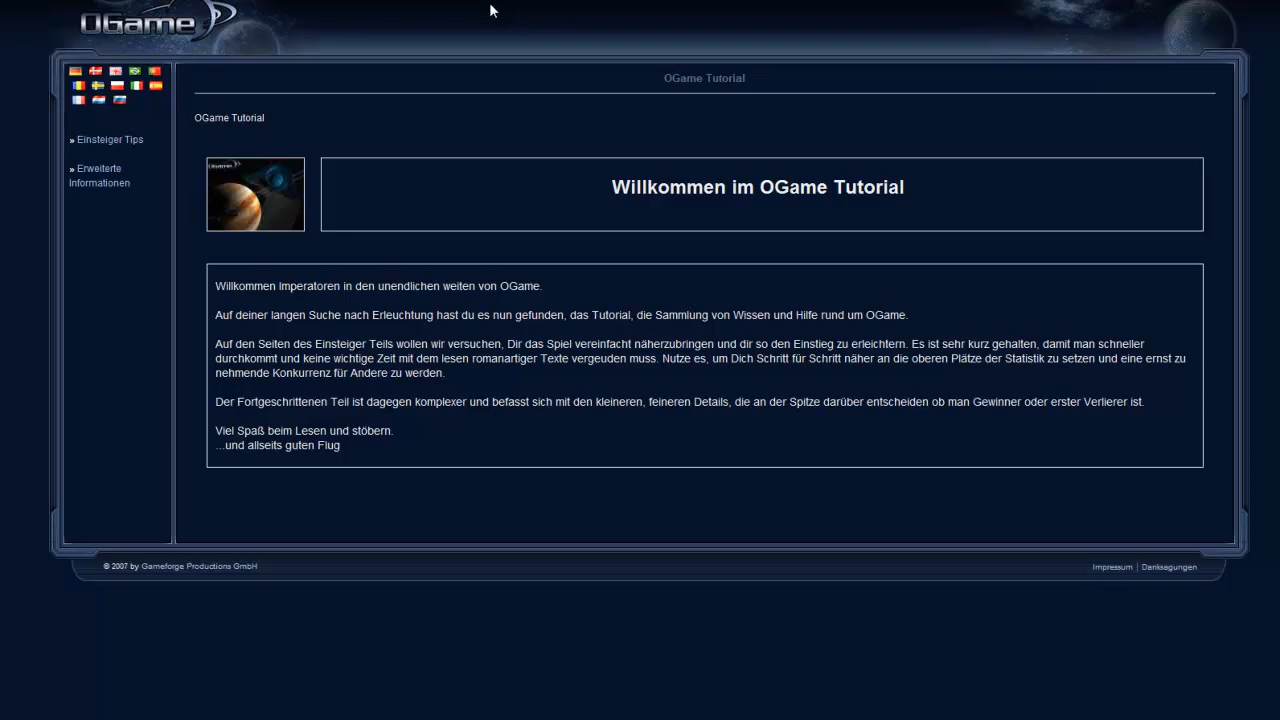 OGame
OGame Tutorial
» Einsteiger Tips
» Erweiterte
Informationen
OGame Tutorial
Willkommen im OGame Tutorial
Willkommen Imperatoren in den unendlichen weiten von OGame.
Auf deiner langen Suche nach Erleuchtung hast du es nun gefunden, das Tutorial, die Sammlung von Wissen und Hilfe rund um OGame.
Auf den Seiten des Einsteiger Teils wollen wir versuchen, Dir das Spiel vereinfacht näherzubringen und dir so den Einstieg zu erleichtern. Es ist sehr kurz gehalten, damit man schneller
durchkommt und keine wichtige Zeit mit dem lesen romanartiger Texte vergeuden muss. Nutze es, um Dich Schritt für Schritt näher an die oberen Plätze der Statistik zu setzen und eine ernst zu
nehmende Konkurrenz für Andere zu werden.
Der Fortgeschrittenen Teil ist dagegen komplexer und befasst sich mit den kleineren, feineren Details, die an der Spitze darüber entscheiden ob man Gewinner oder erster Verlierer ist.
Viel Spaß beim Lesen und stöbern.
...und allseits guten Flug
© 2007 by Gameforge Productions GmbH
Impressum | Danksagungen